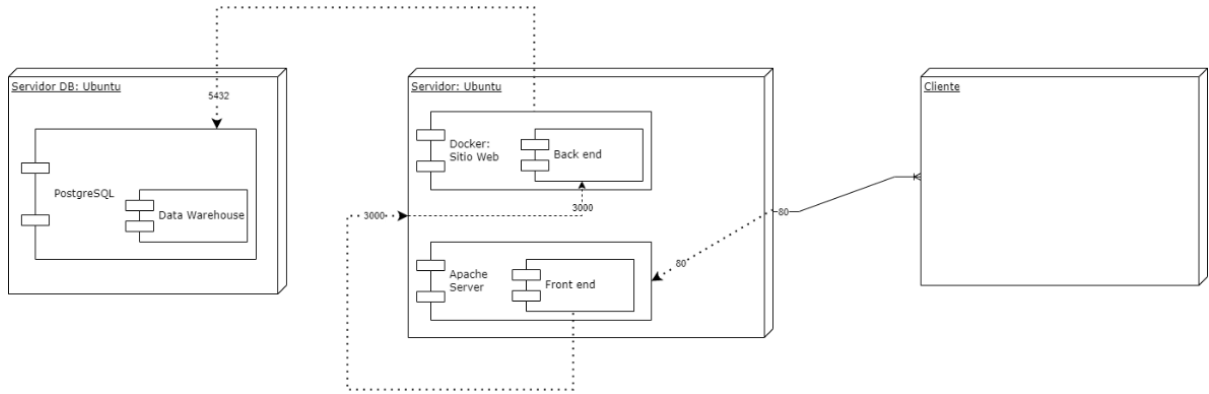 Servidor DB: Ubuntu
5432
PostgreSQL
Data Warehouse
Servidor: Ubuntu
Docker:
Sitio Web
Back end
3000
3000
Apache
Server
Front end
80
80
Cliente